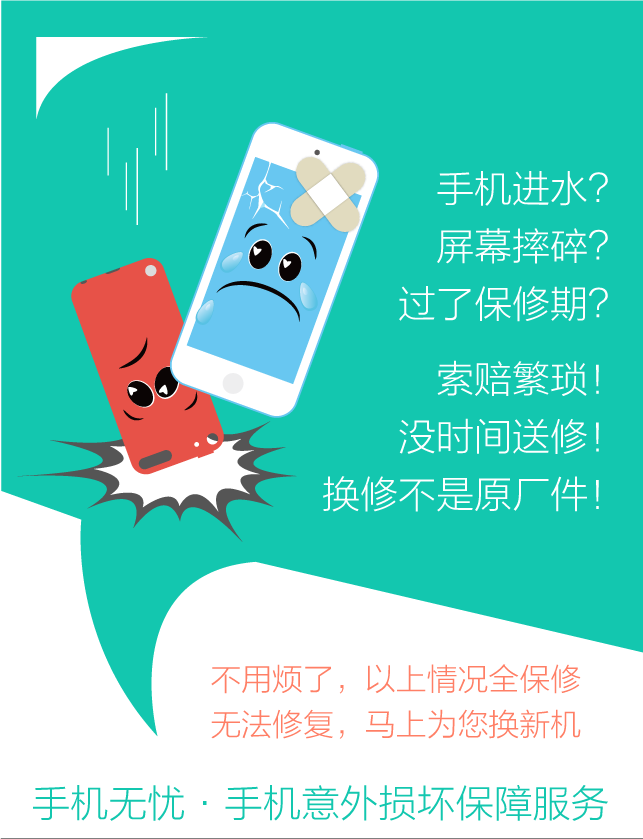 手机进水?
屏幕摔碎?
过了保修期?
索赔繁琐!
没时间送修!
换修不是原厂件!
不用烦了，以上情况全保修
无法修复，马上为您换新机
手机无忧·手机意外损坏保障服务